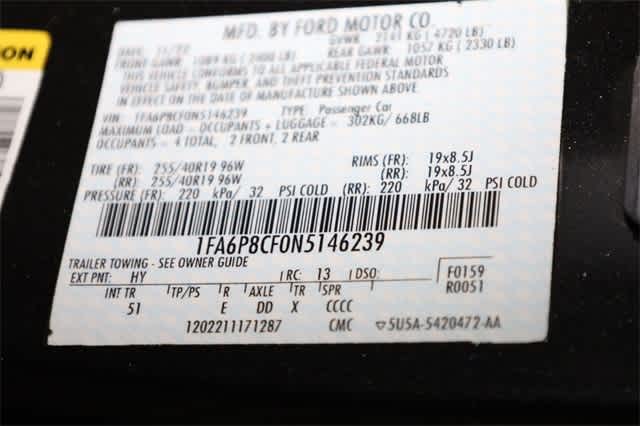 ON
MFD. BY FORD MOTOR CO.
DATE: 11/22 GVWR: 2141 KG (4720 LB)
FRONT GAWR: 1089 KG (2400 LB) REAR GAWR: 1057 KG (2330 LB)
THIS VEHICLE CONFORMS TO ALL APPLICABLE FEDERAL MOTOR
VEHICLE SAFETY, BUMPER, AND THEFT PREVENTION STANDARDS
IN EFFECT ON THE DATE OF MANUFACTURE SHOWN ABOVE.
VIN: 1FA6P8CF0N5146239 TYPE: Passenger Car
MAXIMUM LOAD = OCCUPANTS + LUGGAGE = 302KG/668LB
OCCUPANTS = 4 TOTAL, 2 FRONT, 2 REAR
TIRE (FR): 255/40R19 96W RIMS (FR): 19x8.5J
(RR): 255/40R19 96W (RR): 19x8.5J
PRESSURE (FR): 220 kPa/ 32 PSI COLD (RR): 220 kPa/ 32 PSI COLD
1FA6P8CF0N5146239
TRAILER TOWING - SEE OWNER GUIDE
EXT PNT: HY RC: 13 DSO: F0159
R0051
INT TR TP/PS R AXLE TR SPR
51 E DD X CCCC
1202211171287 CMC ▽5U5A-5420472-AA